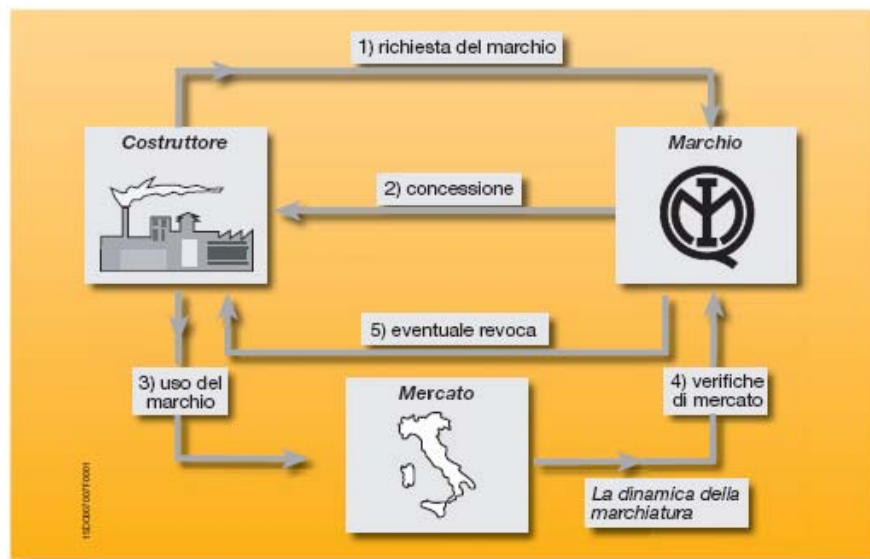 1) richiesta del marchio
Costruttore
Marchio
2) concessione
IMQ
5) eventuale revoca
3) uso del
marchio
Mercato
4) verifiche
di mercato
La dinamica della
marchiatura